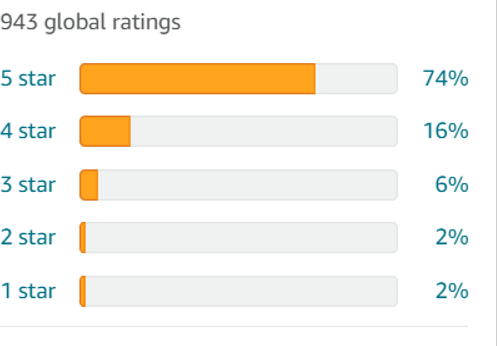 943 global ratings
5 star 74%
4 star 16%
3 star 6%
2 star 2%
1 star 2%